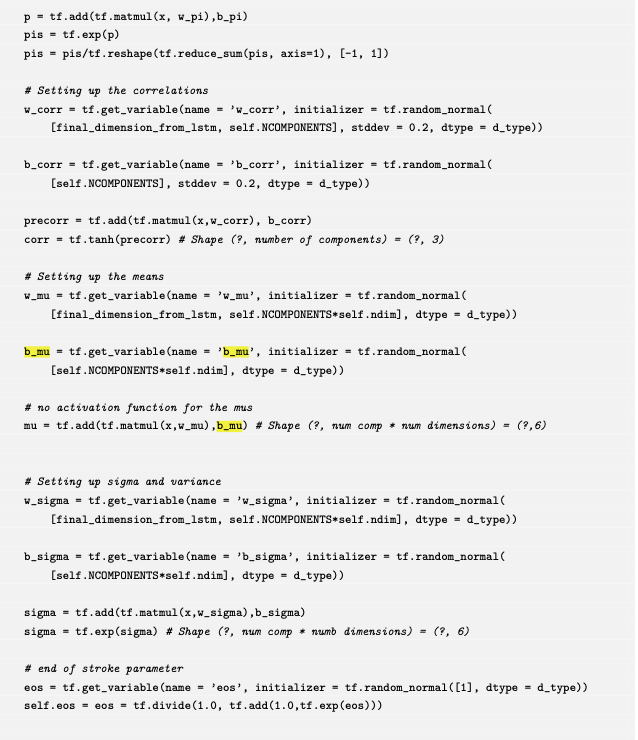 p = tf.add(tf.matmul(x, w_pi),b_pi)
pis = tf.exp(p)
pis = pis/tf.reshape(tf.reduce_sum(pis, axis=1), [-1, 1])
# Setting up the correlations
w_corr = tf.get_variable(name = ’w_corr’, initializer = tf.random_normal(
[final_dimension_from_lstm, self.NCOMPONENTS], stddev = 0.2, dtype = d_type))
b_corr = tf.get_variable(name = ’b_corr’, initializer = tf.random_normal(
[self.NCOMPONENTS], stddev = 0.2, dtype = d_type))
precorr = tf.add(tf.matmul(x,w_corr), b_corr)
corr = tf.tanh(precorr) # Shape (?, number of components) = (?, 3)
# Setting up the means
w_mu = tf.get_variable(name = ’w_mu’, initializer = tf.random_normal(
[final_dimension_from_lstm, self.NCOMPONENTS*self.ndim], dtype = d_type))
b_mu = tf.get_variable(name = ’b_mu’, initializer = tf.random_normal(
[self.NCOMPONENTS*self.ndim], dtype = d_type))
# no activation function for the mus
mu = tf.add(tf.matmul(x,w_mu),b_mu) # Shape (?, num comp * num dimensions) = (?,6)
# Setting up sigma and variance
w_sigma = tf.get_variable(name = ’w_sigma’, initializer = tf.random_normal(
[final_dimension_from_lstm, self.NCOMPONENTS*self.ndim], dtype = d_type))
b_sigma = tf.get_variable(name = ’b_sigma’, initializer = tf.random_normal(
[self.NCOMPONENTS*self.ndim], dtype = d_type))
sigma = tf.add(tf.matmul(x,w_sigma),b_sigma)
sigma = tf.exp(sigma) # Shape (?, num comp * numb dimensions) = (?, 6)
# end of stroke parameter
eos = tf.get_variable(name = ’eos’, initializer = tf.random_normal([1], dtype = d_type))
self.eos = eos = tf.divide(1.0, tf.add(1.0,tf.exp(eos)))